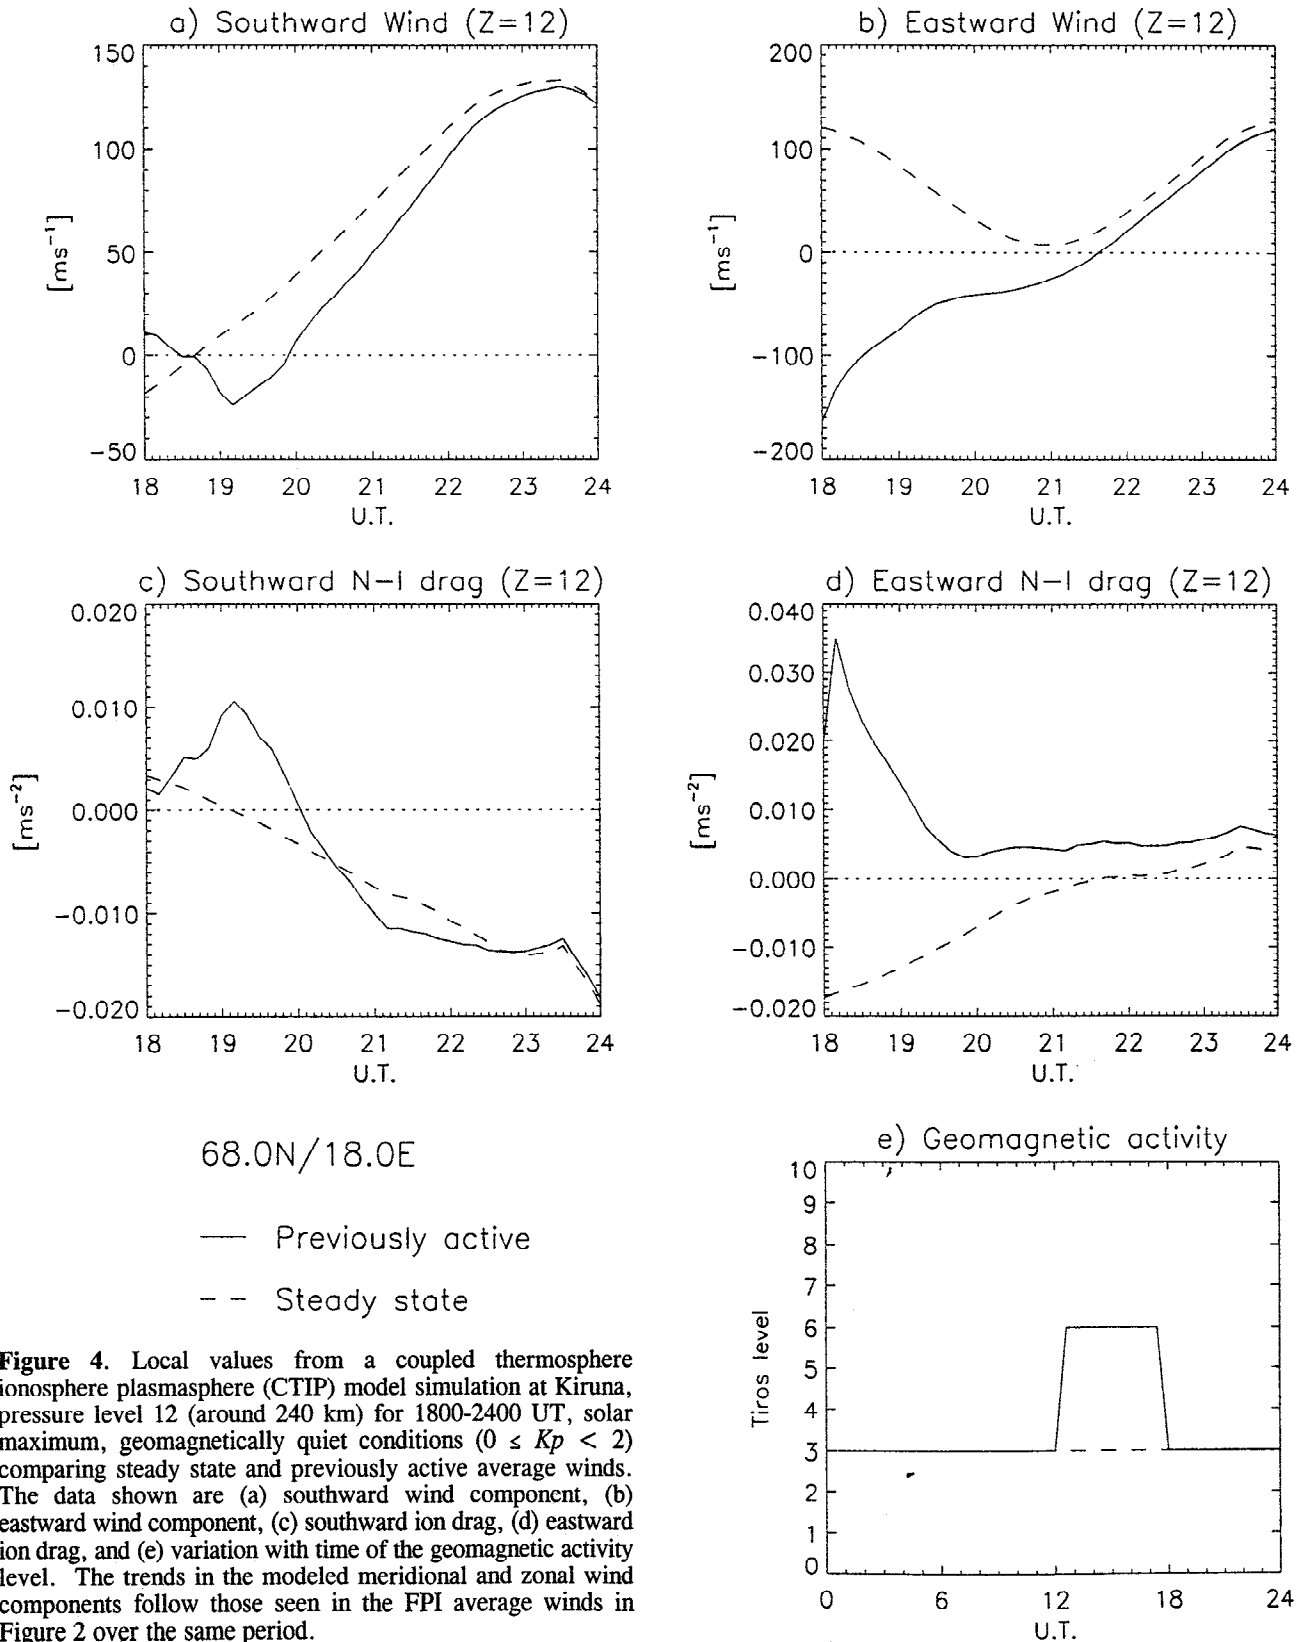 a) Southward Wind (Z=12)
150
100
50
0
-50
[ms⁻¹]
18 19 20 21 22 23 24
U.T.
b) Eastward Wind (Z=12)
200
100
0
-100
-200
[ms⁻¹]
18 19 20 21 22 23 24
U.T.
c) Southward N-I drag (Z=12)
0.020
0.010
0.000
-0.010
-0.020
[ms⁻²]
18 19 20 21 22 23 24
U.T.
d) Eastward N-I drag (Z=12)
0.040
0.030
0.020
0.010
0.000
-0.010
-0.020
[ms⁻²]
18 19 20 21 22 23 24
U.T.
68.0N/18.0E
Previously active
Steady state
e) Geomagnetic activity
10
9
8
7
6
5
4
3
2
1
0
Tiros level
0 6 12 18 24
U.T.
Figure 4. Local values from a coupled thermosphere
ionosphere plasmasphere (CTIP) model simulation at Kiruna,
pressure level 12 (around 240 km) for 1800-2400 UT, solar
maximum, geomagnetically quiet conditions (0 ≤ Kp < 2)
comparing steady state and previously active average winds.
The data shown are (a) southward wind component, (b)
eastward wind component, (c) southward ion drag, (d) eastward
ion drag, and (e) variation with time of the geomagnetic activity
level. The trends in the modeled meridional and zonal wind
components follow those seen in the FPI average winds in
Figure 2 over the same period.